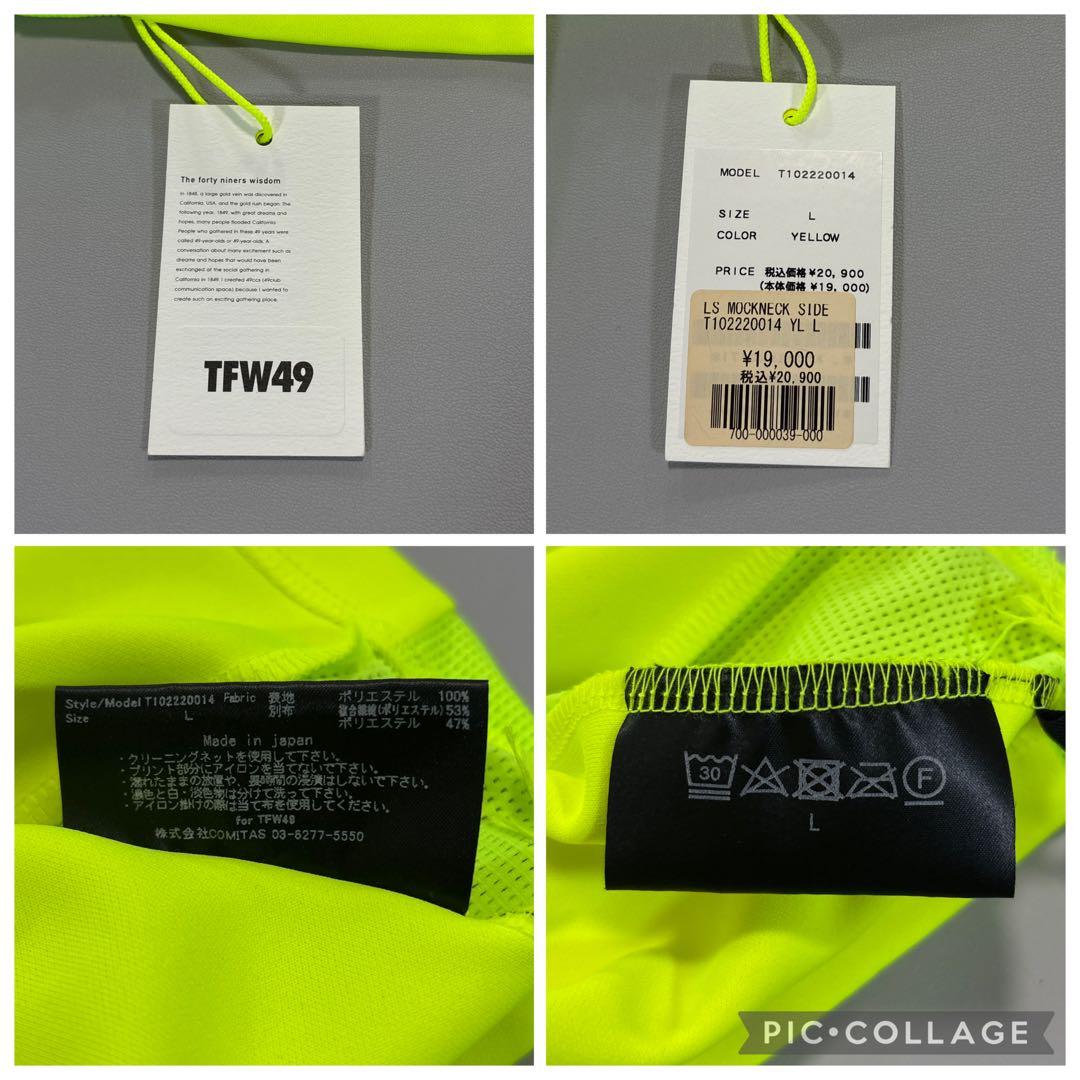 The forty niners wisdom
In 1848, a large gold vein was discovered in
California, USA, and the gold rush began. The
following year, 1849, with great dreams and
hopes, many people flooded California.
People who gathered in these 49 years were
called 49-year-olds or 49-year-olds. A
conversation about many excitement such as
dreams and hopes that would have been
exchanged at the social gathering in
California in 1849. I created 49ccs (49club
communication space) because I wanted to
create such an exciting gathering place.
TFW49
MODEL T102220014
SIZE L
COLOR YELLOW
PRICE 税込価格 ¥20,900
(本体価格 ¥19,000)
LS MOCKNECK SIDE
T102220014 YL L
¥19,000
税込¥20,900
700-000039-000
Style/Model T102220014 Fabric 表地 ポリエステル 100%
Size L 別布 複合繊維(ポリエステル) 53%
ポリエステル 47%
Made in japan
・クリーニングネットを使用して下さい。
・プリント部分にアイロンを当てないで下さい。
・濡れたままの放置や、長時間の浸漬はしないで下さい。
・濃色と白・淡色物は分けて洗って下さい。
・アイロン掛けの際は当て布を使用してください。
for TFW49
株式会社COMITAS 03-6277-5550
30 F
L
PIC•COLLAGE